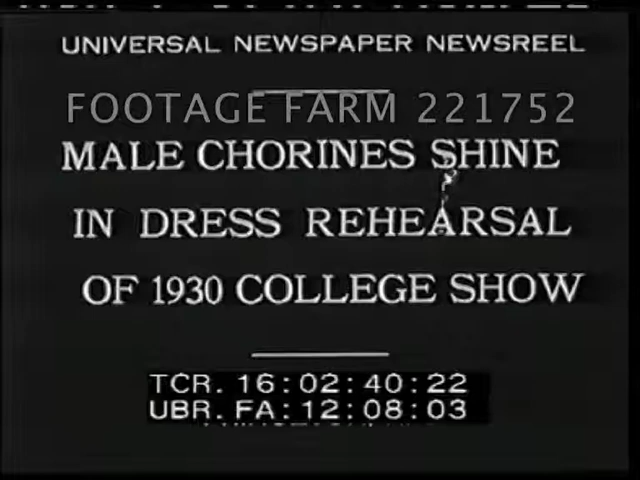 UNIVERSAL NEWSPAPER NEWSREEL
FOOTAGE FARM 221752
MALE CHORINES SHINE
IN DRESS REHEARSAL
OF 1930 COLLEGE SHOW
TCR. 16:02:40:22
UBR. FA:12:08:03